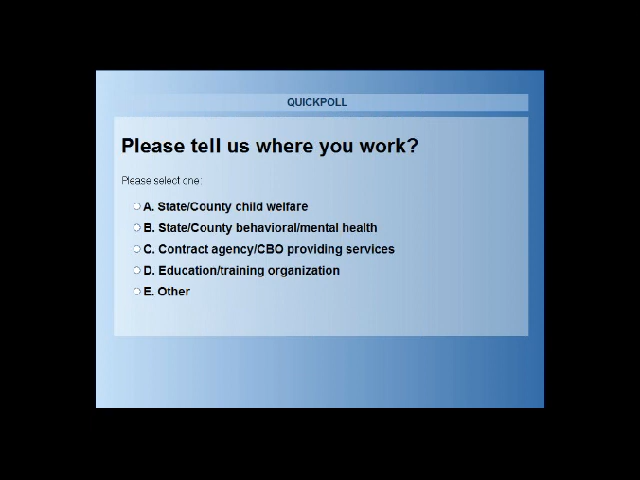 QUICKPOLL
Please tell us where you work?
Please select one:
A. State/County child welfare
B. State/County behavioral/mental health
C. Contract agency/CBO providing services
D. Education/training organization
E. Other